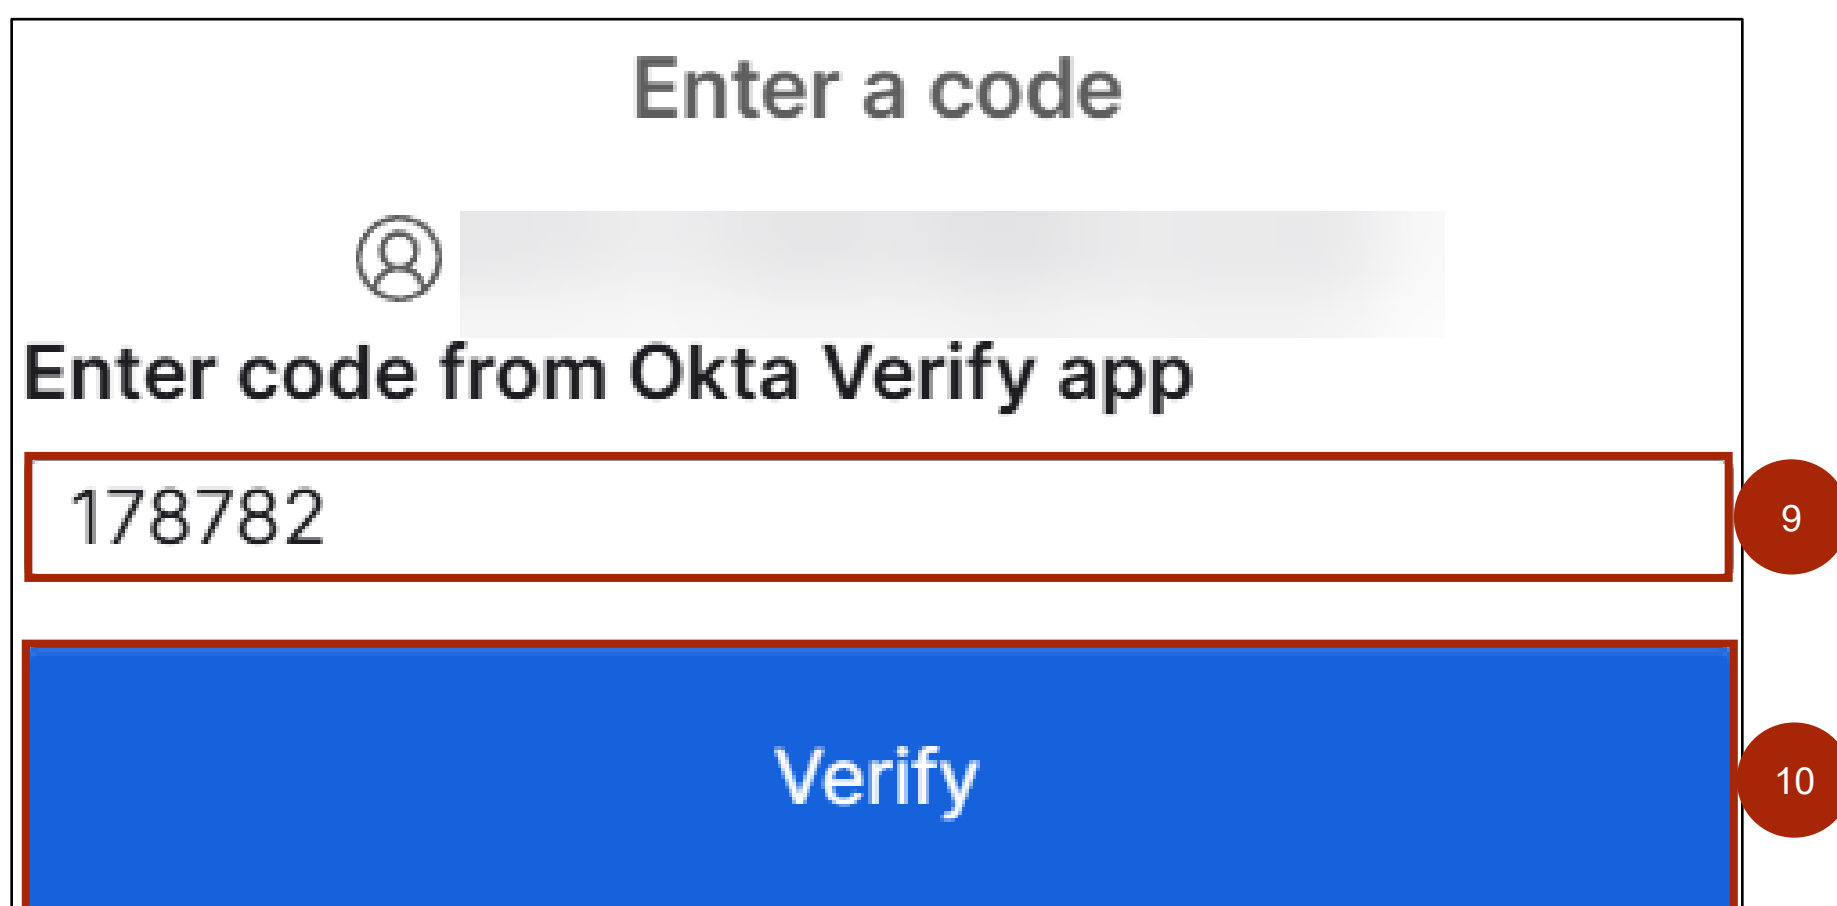 Enter a code
Enter code from Okta Verify app
178782
9
Verify
10